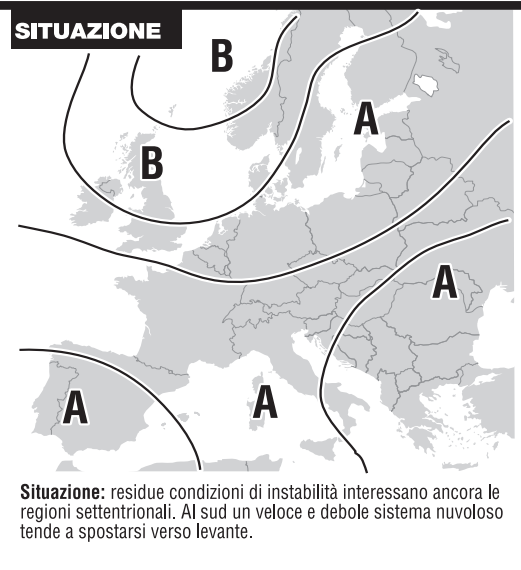 SITUAZIONE
B
B
A
A
A
A
Situazione: residue condizioni di instabilità interessano ancora le
regioni settentrionali. Al sud un veloce e debole sistema nuvoloso
tende a spostarsi verso levante.